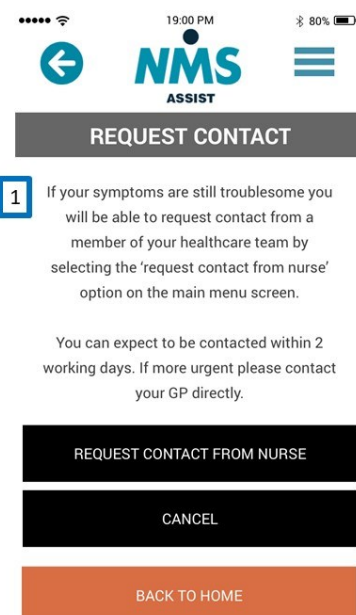 19:00 PM
80%
NMS
ASSIST
REQUEST CONTACT
1
If your symptoms are still troublesome you
will be able to request contact from a
member of your healthcare team by
selecting the ‘request contact from nurse’
option on the main menu screen.
You can expect to be contacted within 2
working days. If more urgent please contact
your GP directly.
REQUEST CONTACT FROM NURSE
CANCEL
BACK TO HOME